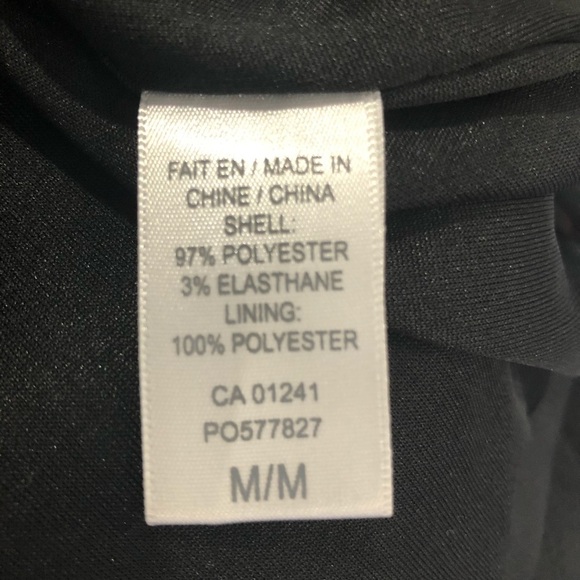 FAIT EN / MADE IN
CHINE / CHINA
SHELL:
97% POLYESTER
3% ELASTHANE
LINING:
100% POLYESTER
CA 01241
PO577827
M/M